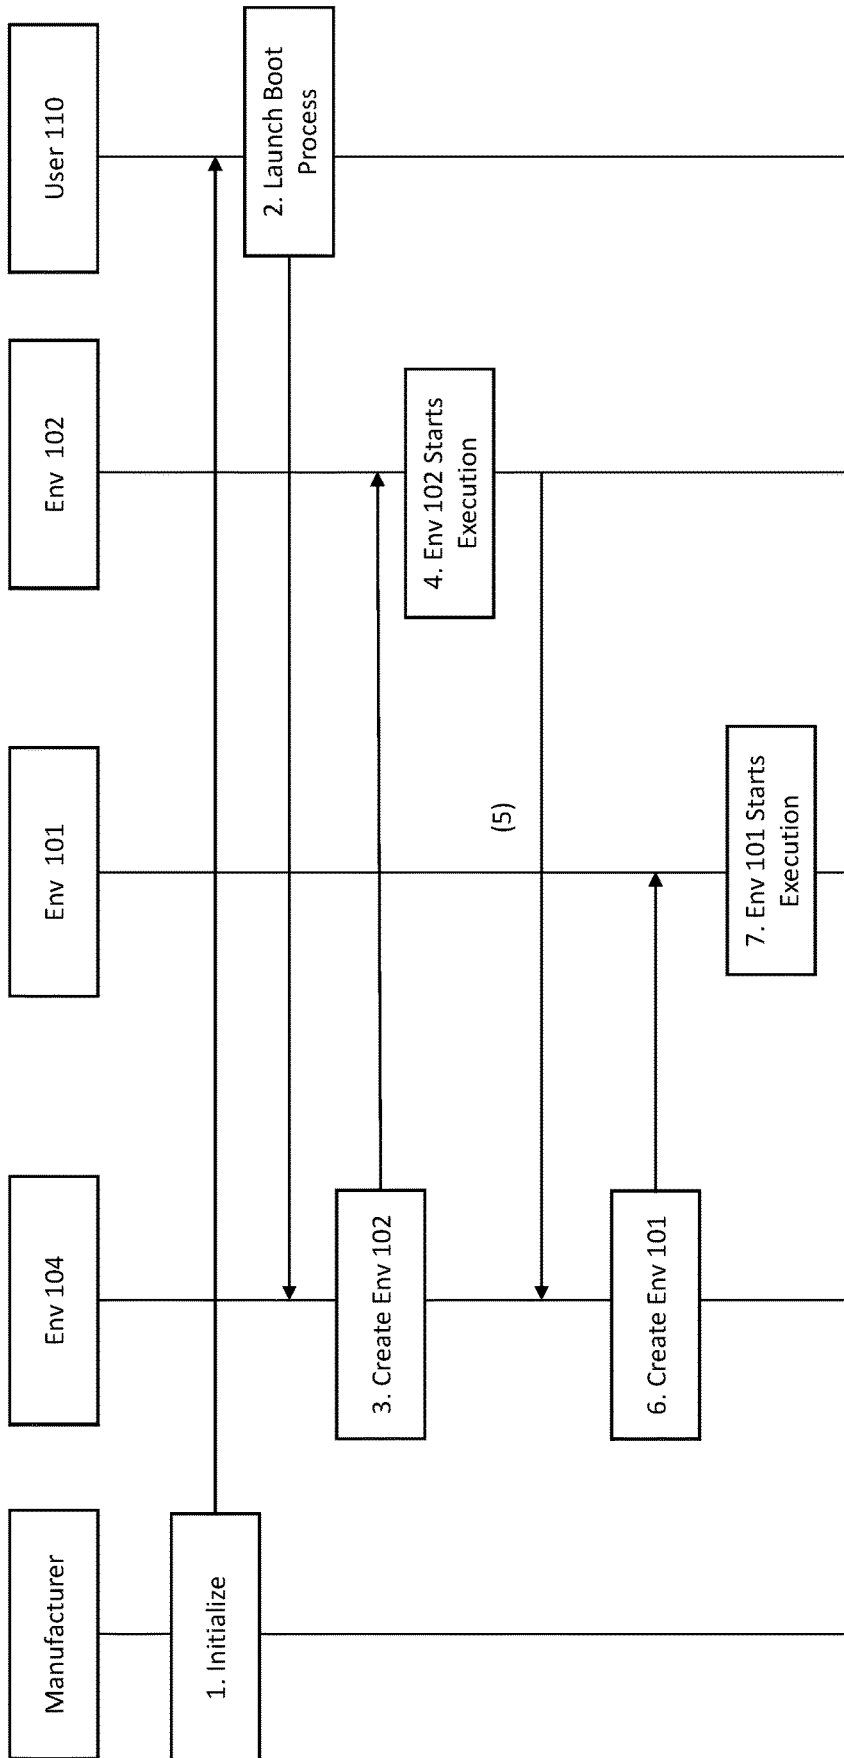 Manufacturer
Env 104
Env 101
Env 102
User 110
1. Initialize
2. Launch Boot
Process
3. Create Env 102
4. Env 102 Starts
Execution
(5)
6. Create Env 101
7. Env 101 Starts
Execution